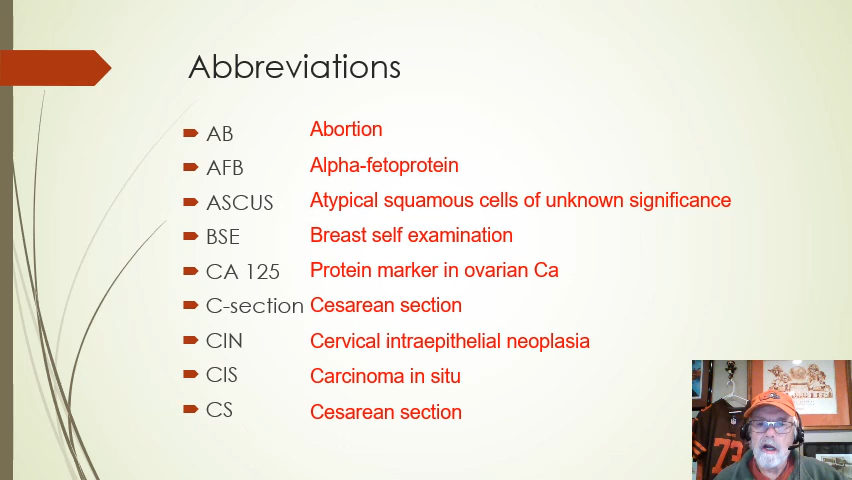 Abbreviations
AB Abortion
AFB Alpha-fetoprotein
ASCUS Atypical squamous cells of unknown significance
BSE Breast self examination
CA 125 Protein marker in ovarian Ca
C-section Cesarean section
CIN Cervical intraepithelial neoplasia
CIS Carcinoma in situ
CS Cesarean section
73